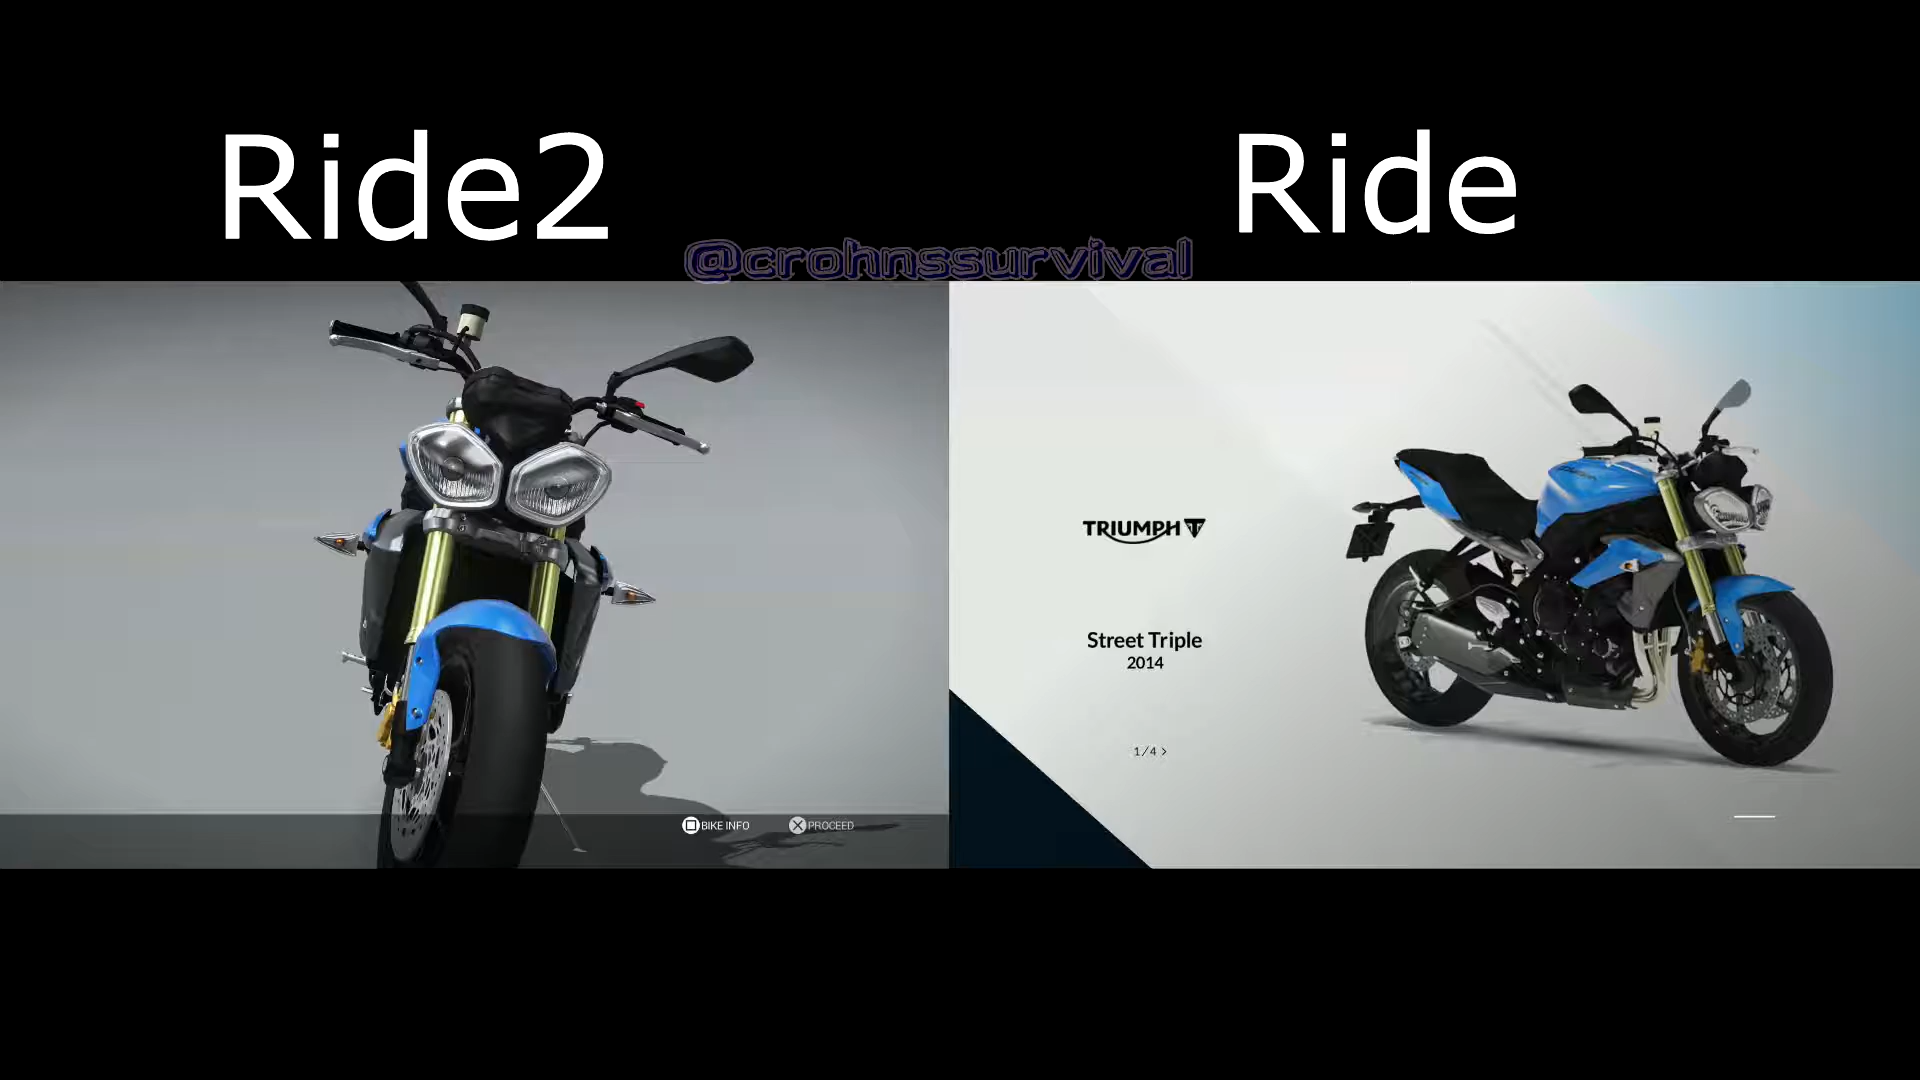 Ride2
Ride
@crohnssurvival
TRIUMPH
Street Triple
2014
1/4 >
BIKE INFO
PROCEED